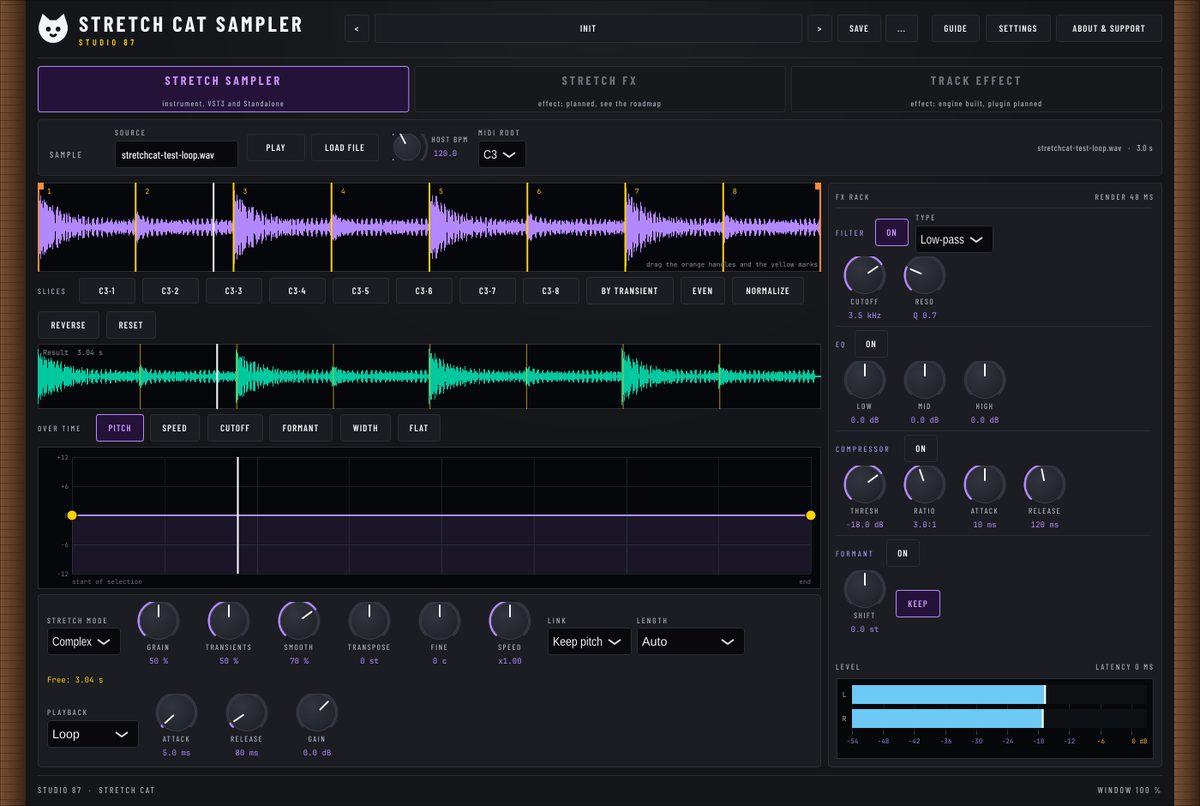 STRETCH CAT SAMPLER
STUDIO 87
<
INIT
>
SAVE
...
GUIDE
SETTINGS
ABOUT & SUPPORT
STRETCH SAMPLER
instrument, VST3 and Standalone
STRETCH FX
effect: planned, see the roadmap
TRACK EFFECT
effect: engine built, plugin planned
SAMPLE
SOURCE
stretchcat-test-loop.wav
PLAY
LOAD FILE
HOST BPM
120.0
MIDI ROOT
C3
stretchcat-test-loop.wav · 3.0 s
1 2 3 4 5 6 7 8
drag the orange handles and the yellow marks
SLICES
C3·1
C3·2
C3·3
C3·4
C3·5
C3·6
C3·7
C3·8
BY TRANSIENT
EVEN
NORMALIZE
REVERSE
RESET
Result 3.04 s
OVER TIME
PITCH
SPEED
CUTOFF
FORMANT
WIDTH
FLAT
+12
+6
0
-6
-12
start of selection
end
STRETCH MODE
Complex
GRAIN
50 %
TRANSIENTS
50 %
SMOOTH
70 %
TRANSPOSE
0 st
FINE
0 c
SPEED
x1.00
LINK
Keep pitch
LENGTH
Auto
Free: 3.04 s
PLAYBACK
Loop
ATTACK
5.0 ms
RELEASE
80 ms
GAIN
0.0 dB
FX RACK
RENDER 48 MS
FILTER
ON
TYPE
Low-pass
CUTOFF
3.5 kHz
RESO
Q 0.7
EQ
ON
LOW
0.0 dB
MID
0.0 dB
HIGH
0.0 dB
COMPRESSOR
ON
THRESH
-18.0 dB
RATIO
3.0:1
ATTACK
10 ms
RELEASE
120 ms
FORMANT
ON
SHIFT
0.0 st
KEEP
LEVEL
LATENCY 0 MS
L
R
-54 -48 -42 -36 -30 -24 -18 -12 -6 0 dB
STUDIO 87 · STRETCH CAT
WINDOW 100 %